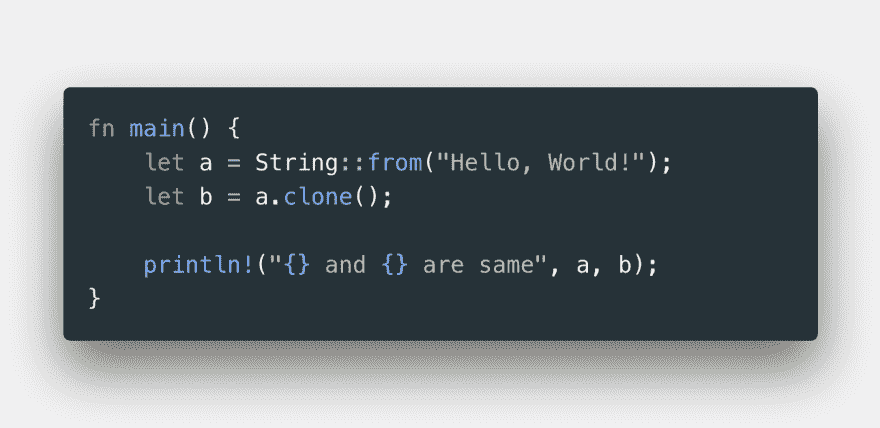 fn main() {
    let a = String::from("Hello, World!");
    let b = a.clone();

    println!("{} and {} are same", a, b);
}